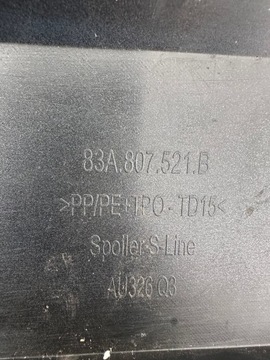 83A.807.521.B
>PP/PE+TPO-TD15<
Spoiler-S-Line
AU326 Q3